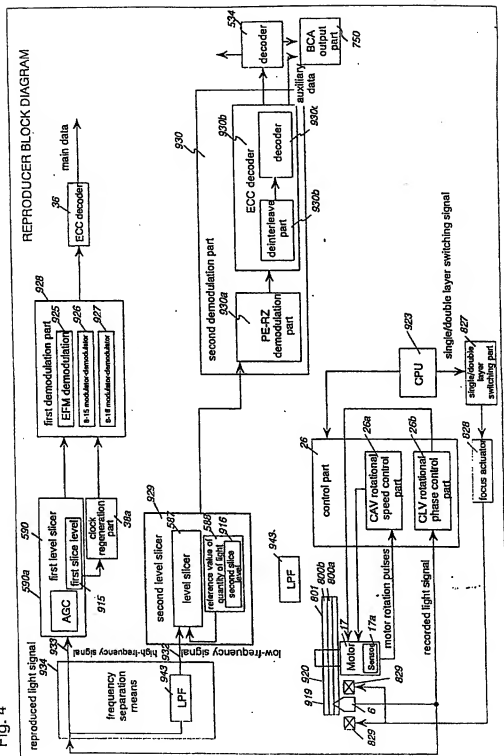 Fig. 4
REPRODUCER BLOCK DIAGRAM
934
reproduced light signal
frequency separation means
943
LPF
933
high-frequency signal
932
low-frequency signal
590
590a
first level slicer
AGC
first slice level
915
clock regeneration part
38a
928
first demodulation part
EFM demodulation
925
8-15 modulator-demodulator
926
8-16 modulator-demodulator
927
36
ECC decoder
main data
929
second level slicer
587
level slicer
588
reference value of quantity of light
916
second slice level
930
second demodulation part
930a
PE-RZ demodulation part
930b
ECC decoder
deinterleave part
930b
decoder
930c
auxiliary data
534
decoder
BCA output part
750
943
LPF
801
800b
800a
920
919
17
Motor
Sensor
17a
829
829
6
motor rotation pulses
recorded light signal
26
control part
CAV rotational speed control part
26a
CLV rotational phase control part
26b
CPU
923
single/double layer switching signal
single/double layer switching part
827
focus actuator
828